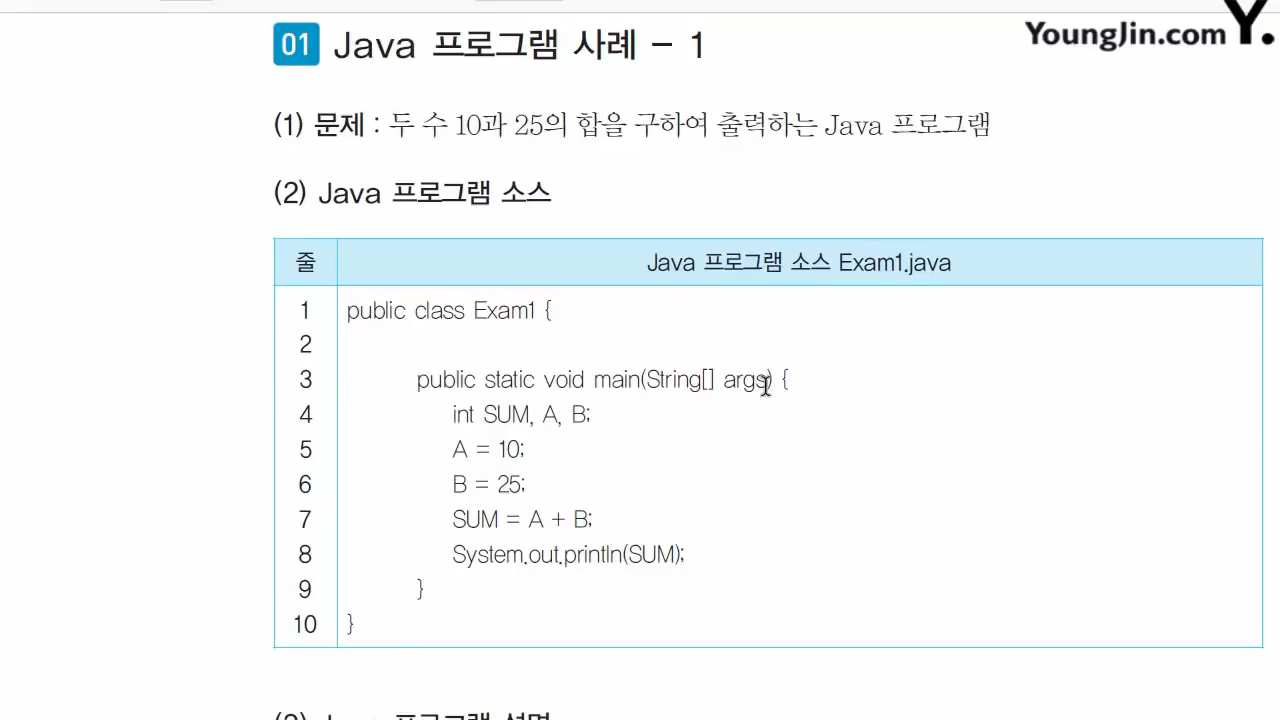 YoungJin.com Y.
01 Java 프로그램 사례 – 1
(1) 문제 : 두 수 10과 25의 합을 구하여 출력하는 Java 프로그램
(2) Java 프로그램 소스
줄 Java 프로그램 소스 Exam1.java
1 public class Exam1 {
2
3 public static void main(String[] args) {
4 int SUM, A, B;
5 A = 10;
6 B = 25;
7 SUM = A + B;
8 System.out.println(SUM);
9 }
10 }